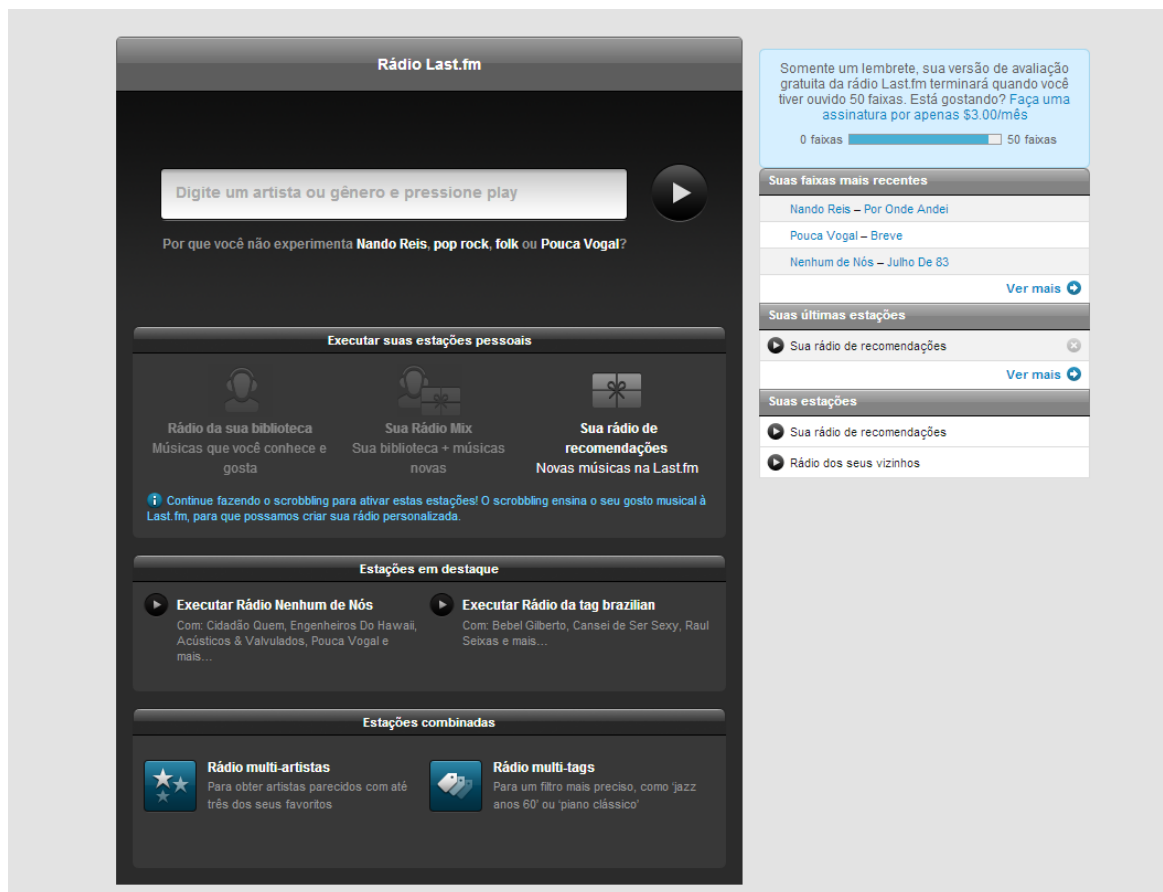 Rádio Last.fm
Digite um artista ou gênero e pressione play
Por que você não experimenta Nando Reis, pop rock, folk ou Pouca Vogal?
Executar suas estações pessoais
Rádio da sua biblioteca
Músicas que você conhece e
gosta
Sua Rádio Mix
Sua biblioteca + músicas
novas
Sua rádio de
recomendações
Novas músicas na Last.fm
Continue fazendo o scrobbling para ativar estas estações! O scrobbling ensina o seu gosto musical à
Last.fm, para que possamos criar sua rádio personalizada.
Estações em destaque
Executar Rádio Nenhum de Nós
Com: Cidadão Quem, Engenheiros Do Hawaii,
Acústicos & Valvulados, Pouca Vogal e
mais...
Executar Rádio da tag brazilian
Com: Bebel Gilberto, Cansei de Ser Sexy, Raul
Seixas e mais...
Estações combinadas
Rádio multi-artistas
Para obter artistas parecidos com até
três dos seus favoritos
Rádio multi-tags
Para um filtro mais preciso, como 'jazz
anos 60' ou 'piano clássico'
Somente um lembrete, sua versão de avaliação
gratuita da rádio Last.fm terminará quando você
tiver ouvido 50 faixas. Está gostando? Faça uma
assinatura por apenas $3.00/mês
0 faixas 50 faixas
Suas faixas mais recentes
Nando Reis – Por Onde Andei
Pouca Vogal – Breve
Nenhum de Nós – Julho De 83
Ver mais
Suas últimas estações
Sua rádio de recomendações
Ver mais
Suas estações
Sua rádio de recomendações
Rádio dos seus vizinhos